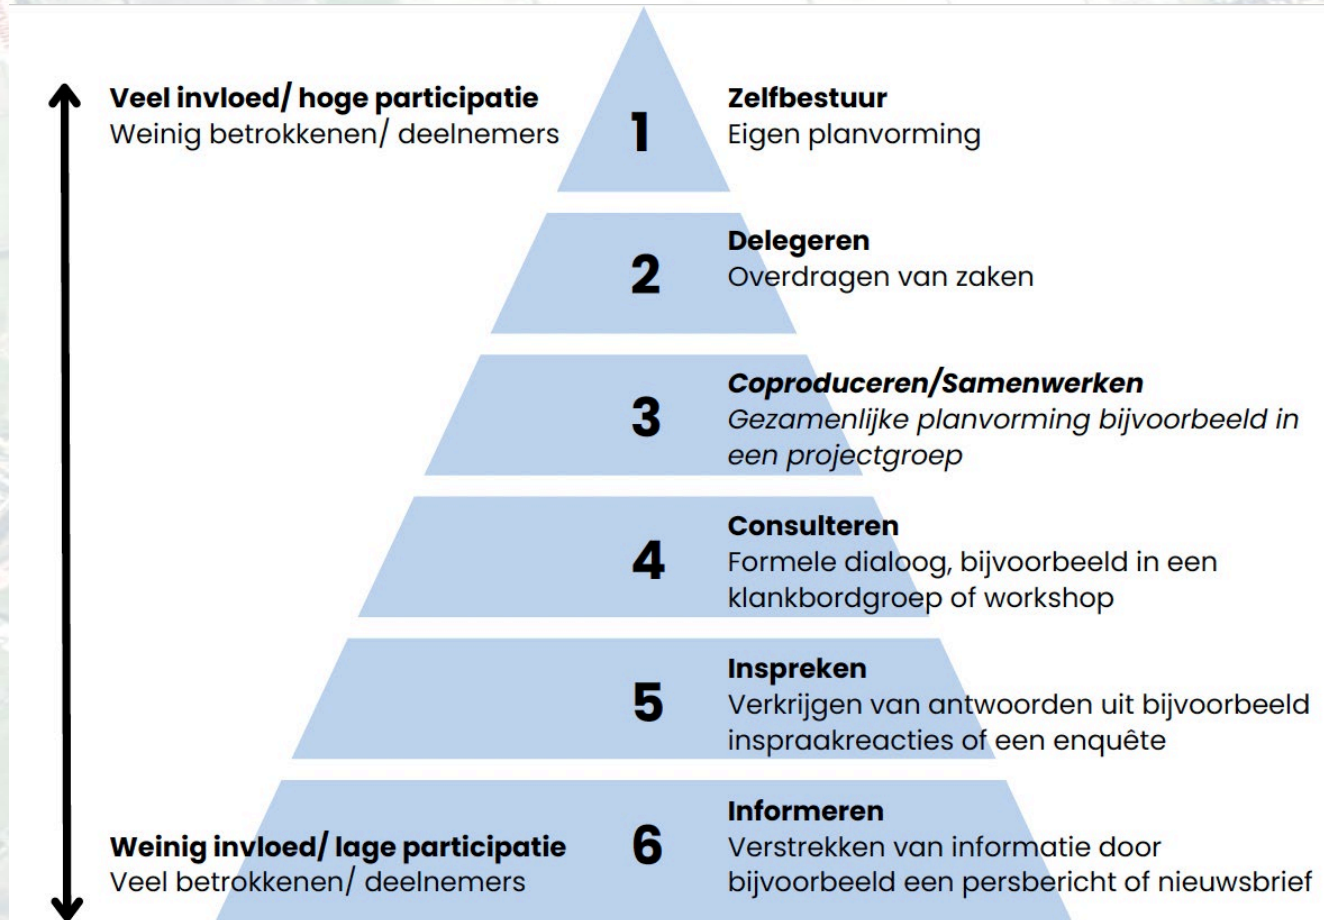 Veel invloed/ hoge participatie
Weinig betrokkenen/ deelnemers
1
Zelfbestuur
Eigen planvorming
2
Delegeren
Overdragen van zaken
3
Coproduceren/Samenwerken
Gezamenlijke planvorming bijvoorbeeld in
een projectgroep
4
Consulteren
Formele dialoog, bijvoorbeeld in een
klankbordgroep of workshop
5
Inspreken
Verkrijgen van antwoorden uit bijvoorbeeld
inspraakreacties of een enquête
Weinig invloed/ lage participatie
Veel betrokkenen/ deelnemers
6
Informeren
Verstrekken van informatie door
bijvoorbeeld een persbericht of nieuwsbrief